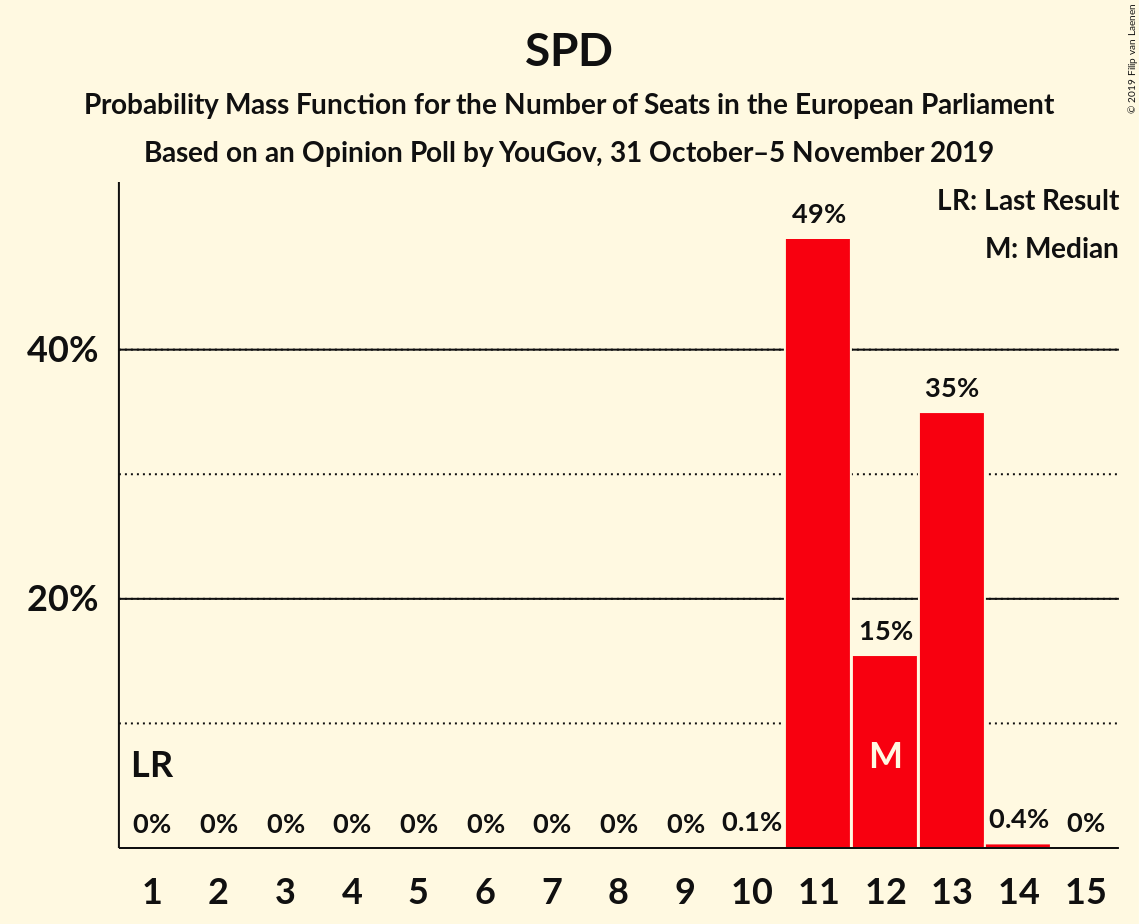 SPD
Probability Mass Function for the Number of Seats in the European Parliament
Based on an Opinion Poll by YouGov, 31 October–5 November 2019
© 2019 Filip van Laenen
LR: Last Result
M: Median
49%
40%
35%
20%
15%
M
LR
0% 0% 0% 0% 0% 0% 0% 0% 0% 0.1% 0.4% 0%
1 2 3 4 5 6 7 8 9 10 11 12 13 14 15